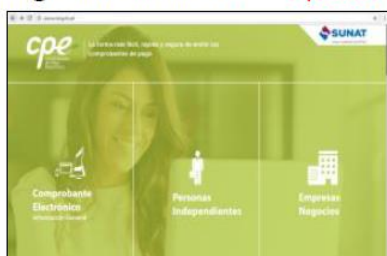 cpe
La forma más fácil, rápida y segura de emitir sus
comprobantes de pago
SUNAT
Comprobante
Electrónico
Información General
Personas
Independientes
Empresas
Negocios